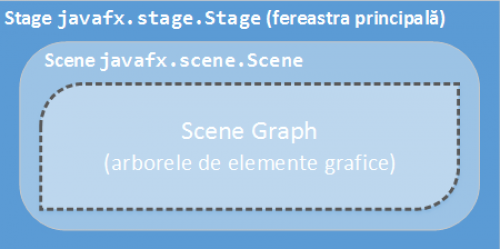 Stage javafx.stage.Stage (fereastra principală)
Scene javafx.scene.Scene
Scene Graph
(arborele de elemente grafice)